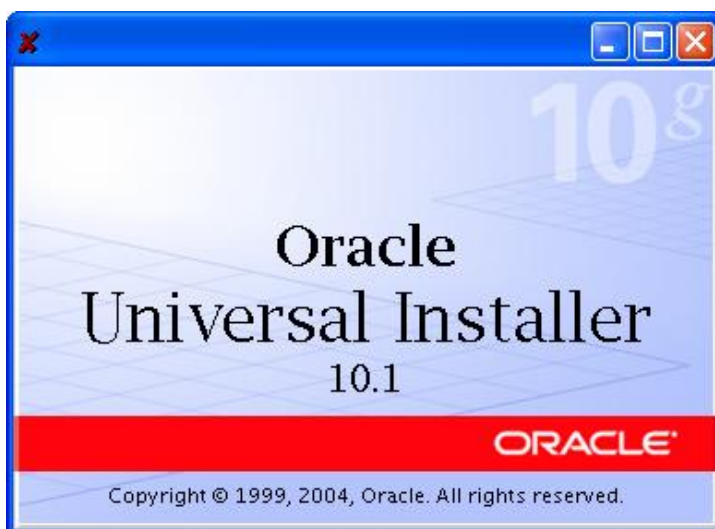 10g
Oracle
Universal Installer
10.1
ORACLE®
Copyright © 1999, 2004, Oracle. All rights reserved.